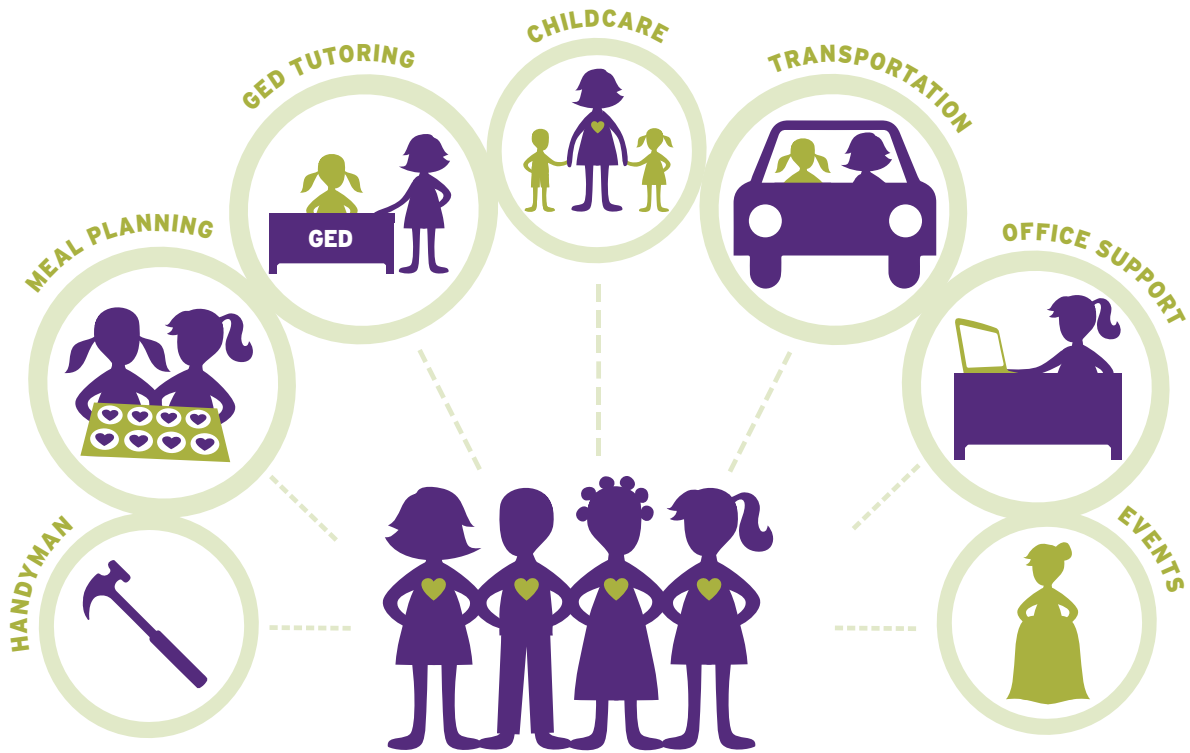 HANDYMAN
MEAL PLANNING
GED TUTORING
GED
CHILDCARE
TRANSPORTATION
OFFICE SUPPORT
EVENTS